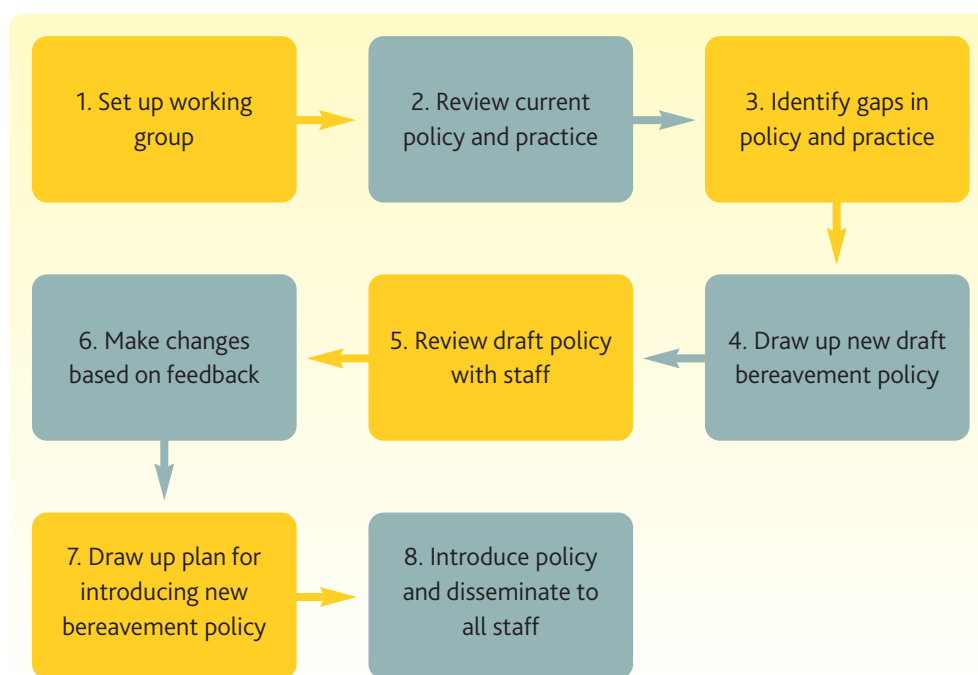 1. Set up working
group
2. Review current
policy and practice
3. Identify gaps in
policy and practice
4. Draw up new draft
bereavement policy
5. Review draft policy
with staff
6. Make changes
based on feedback
7. Draw up plan for
introducing new
bereavement policy
8. Introduce policy
and disseminate to
all staff